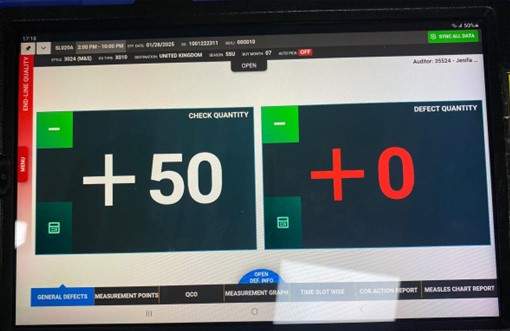 17:18 50%
SL020A 2:00 PM - 10:00 PM EFF DATE 01/28/2025 1001222311 000010 SYNC ALL DATA
STYLE 3024 (M&S) 3010 DESTINATION UNITED KINGDOM SEASON SSU BUY MONTH 07 AUTO PICK OFF
OPEN
Auditor: 35524 - Jesifa ...
END-LINE QUALITY
MENU
CHECK QUANTITY
+50
DEFECT QUANTITY
+0
OPEN
DEF. INFO
GENERAL DEFECTS MEASUREMENT POINTS QCO MEASUREMENT GRAPH TIME SLOT WISE COR.ACTION REPORT MEASLES CHART REPORT